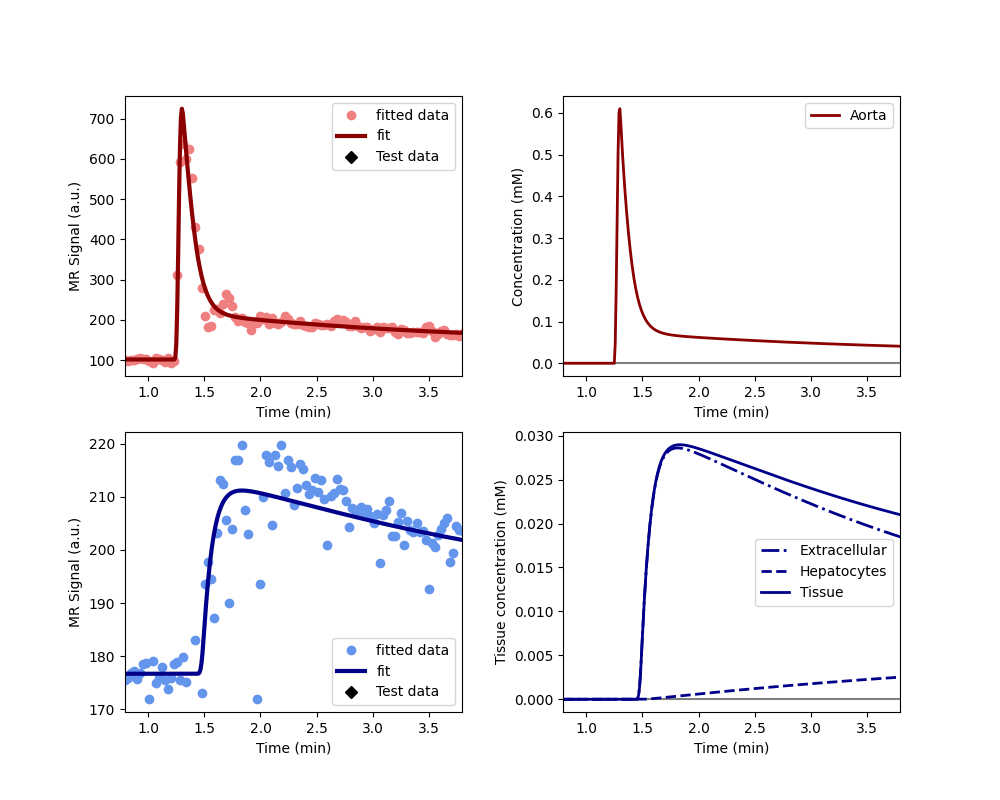 700
600
500
400
300
200
100
MR Signal (a.u.)
fitted data
fit
Test data
1.0 1.5 2.0 2.5 3.0 3.5
Time (min)
0.6
0.5
0.4
0.3
0.2
0.1
0.0
Concentration (mM)
Aorta
1.0 1.5 2.0 2.5 3.0 3.5
Time (min)
220
210
200
190
180
170
MR Signal (a.u.)
fitted data
fit
Test data
1.0 1.5 2.0 2.5 3.0 3.5
Time (min)
0.030
0.025
0.020
0.015
0.010
0.005
0.000
Tissue concentration (mM)
Extracellular
Hepatocytes
Tissue
1.0 1.5 2.0 2.5 3.0 3.5
Time (min)